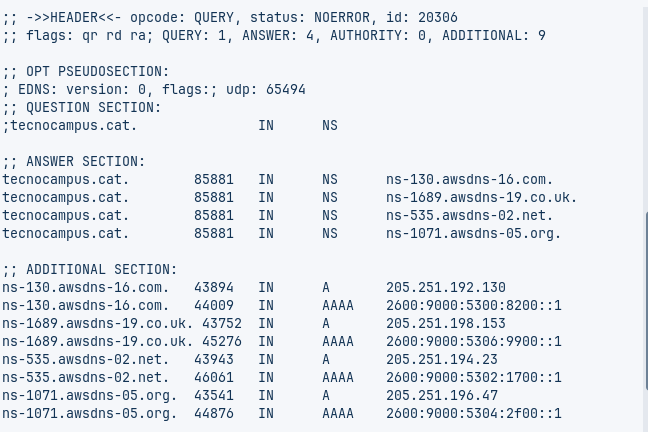 ;; ->>HEADER<<- opcode: QUERY, status: NOERROR, id: 20306
;; flags: qr rd ra; QUERY: 1, ANSWER: 4, AUTHORITY: 0, ADDITIONAL: 9
;; OPT PSEUDOSECTION:
; EDNS: version: 0, flags:; udp: 65494
;; QUESTION SECTION:
;tecnocampus.cat. IN NS
;; ANSWER SECTION:
tecnocampus.cat. 85881 IN NS ns-130.awsdns-16.com.
tecnocampus.cat. 85881 IN NS ns-1689.awsdns-19.co.uk.
tecnocampus.cat. 85881 IN NS ns-535.awsdns-02.net.
tecnocampus.cat. 85881 IN NS ns-1071.awsdns-05.org.
;; ADDITIONAL SECTION:
ns-130.awsdns-16.com. 43894 IN A 205.251.192.130
ns-130.awsdns-16.com. 44009 IN AAAA 2600:9000:5300:8200::1
ns-1689.awsdns-19.co.uk. 43752 IN A 205.251.198.153
ns-1689.awsdns-19.co.uk. 45276 IN AAAA 2600:9000:5306:9900::1
ns-535.awsdns-02.net. 43943 IN A 205.251.194.23
ns-535.awsdns-02.net. 46061 IN AAAA 2600:9000:5302:1700::1
ns-1071.awsdns-05.org. 43541 IN A 205.251.196.47
ns-1071.awsdns-05.org. 44876 IN AAAA 2600:9000:5304:2f00::1